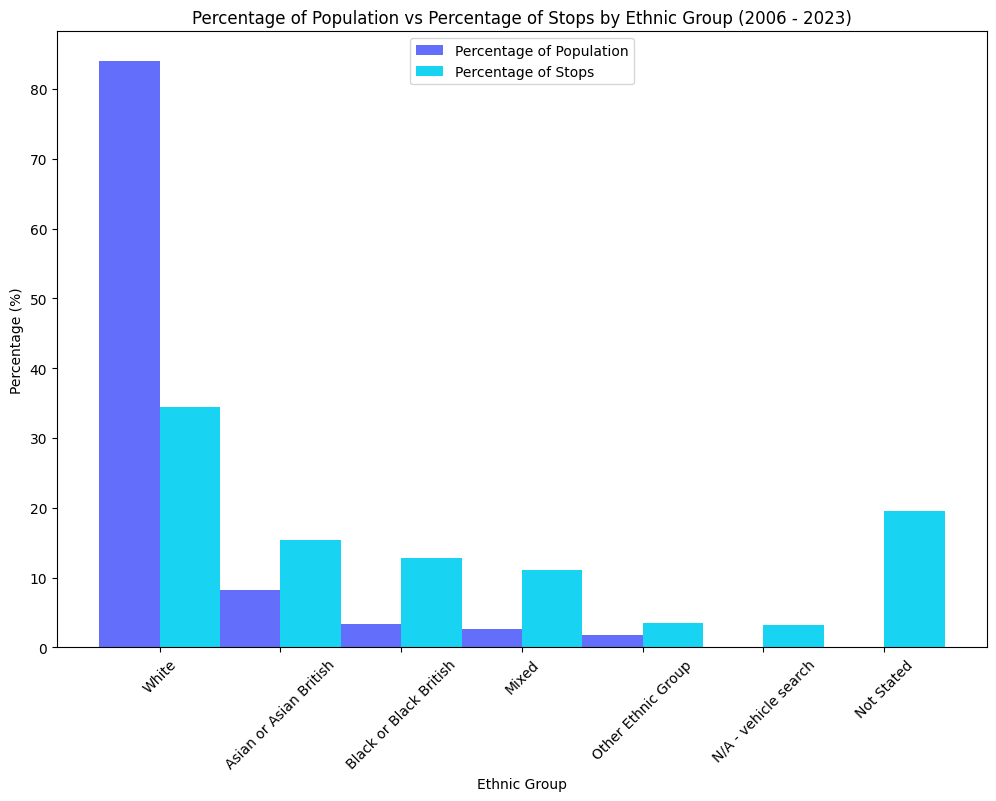 Percentage of Population vs Percentage of Stops by Ethnic Group (2006 - 2023)
Percentage of Population
Percentage of Stops
Percentage (%)
80
70
60
50
40
30
20
10
0
White
Asian or Asian British
Black or Black British
Mixed
Other Ethnic Group
N/A - vehicle search
Not Stated
Ethnic Group